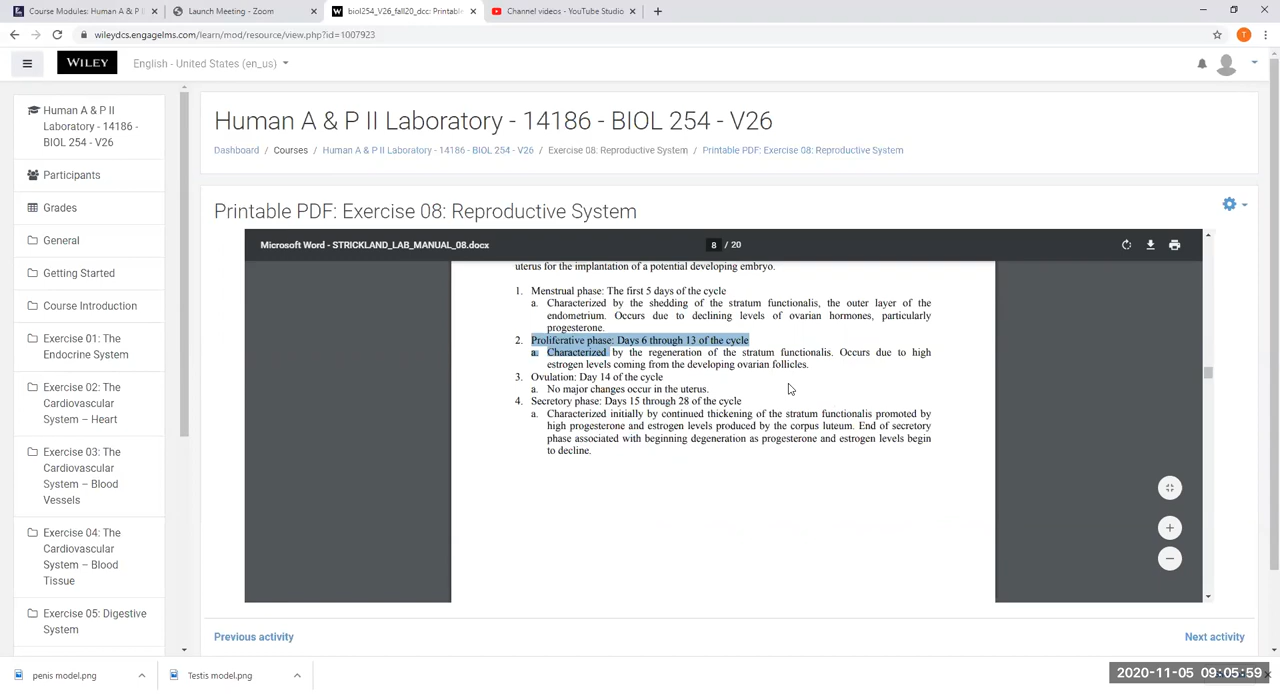 Course Modules: Human A & P I
Launch Meeting - Zoom
biol254_V26_fall20_dcc: Printable
Channel videos - YouTube Studio
wileydcs.engagelms.com/learn/mod/resource/view.php?id=1007923
T
WILEY
English - United States (en_us)
Human A & P II
Laboratory - 14186 -
BIOL 254 - V26
Participants
Grades
General
Getting Started
Course Introduction
Exercise 01: The
Endocrine System
Exercise 02: The
Cardiovascular
System – Heart
Exercise 03: The
Cardiovascular
System – Blood
Vessels
Exercise 04: The
Cardiovascular
System – Blood
Tissue
Exercise 05: Digestive
System
Human A & P II Laboratory - 14186 - BIOL 254 - V26
Dashboard / Courses / Human A & P II Laboratory - 14186 - BIOL 254 - V26 / Exercise 08: Reproductive System / Printable PDF: Exercise 08: Reproductive System
Printable PDF: Exercise 08: Reproductive System
Microsoft Word - STRICKLAND_LAB_MANUAL_08.docx
8 / 20
uterus for the implantation of a potential developing embryo.
1. Menstrual phase: The first 5 days of the cycle
a. Characterized by the shedding of the stratum functionalis, the outer layer of the
endometrium. Occurs due to declining levels of ovarian hormones, particularly
progesterone.
2. Proliferative phase: Days 6 through 13 of the cycle
a. Characterized by the regeneration of the stratum functionalis. Occurs due to high
estrogen levels coming from the developing ovarian follicles.
3. Ovulation: Day 14 of the cycle
a. No major changes occur in the uterus.
4. Secretory phase: Days 15 through 28 of the cycle
a. Characterized initially by continued thickening of the stratum functionalis promoted by
high progesterone and estrogen levels produced by the corpus luteum. End of secretory
phase associated with beginning degeneration as progesterone and estrogen levels begin
to decline.
Previous activity
Next activity
penis model.png
Testis model.png
2020-11-05 09:05:59